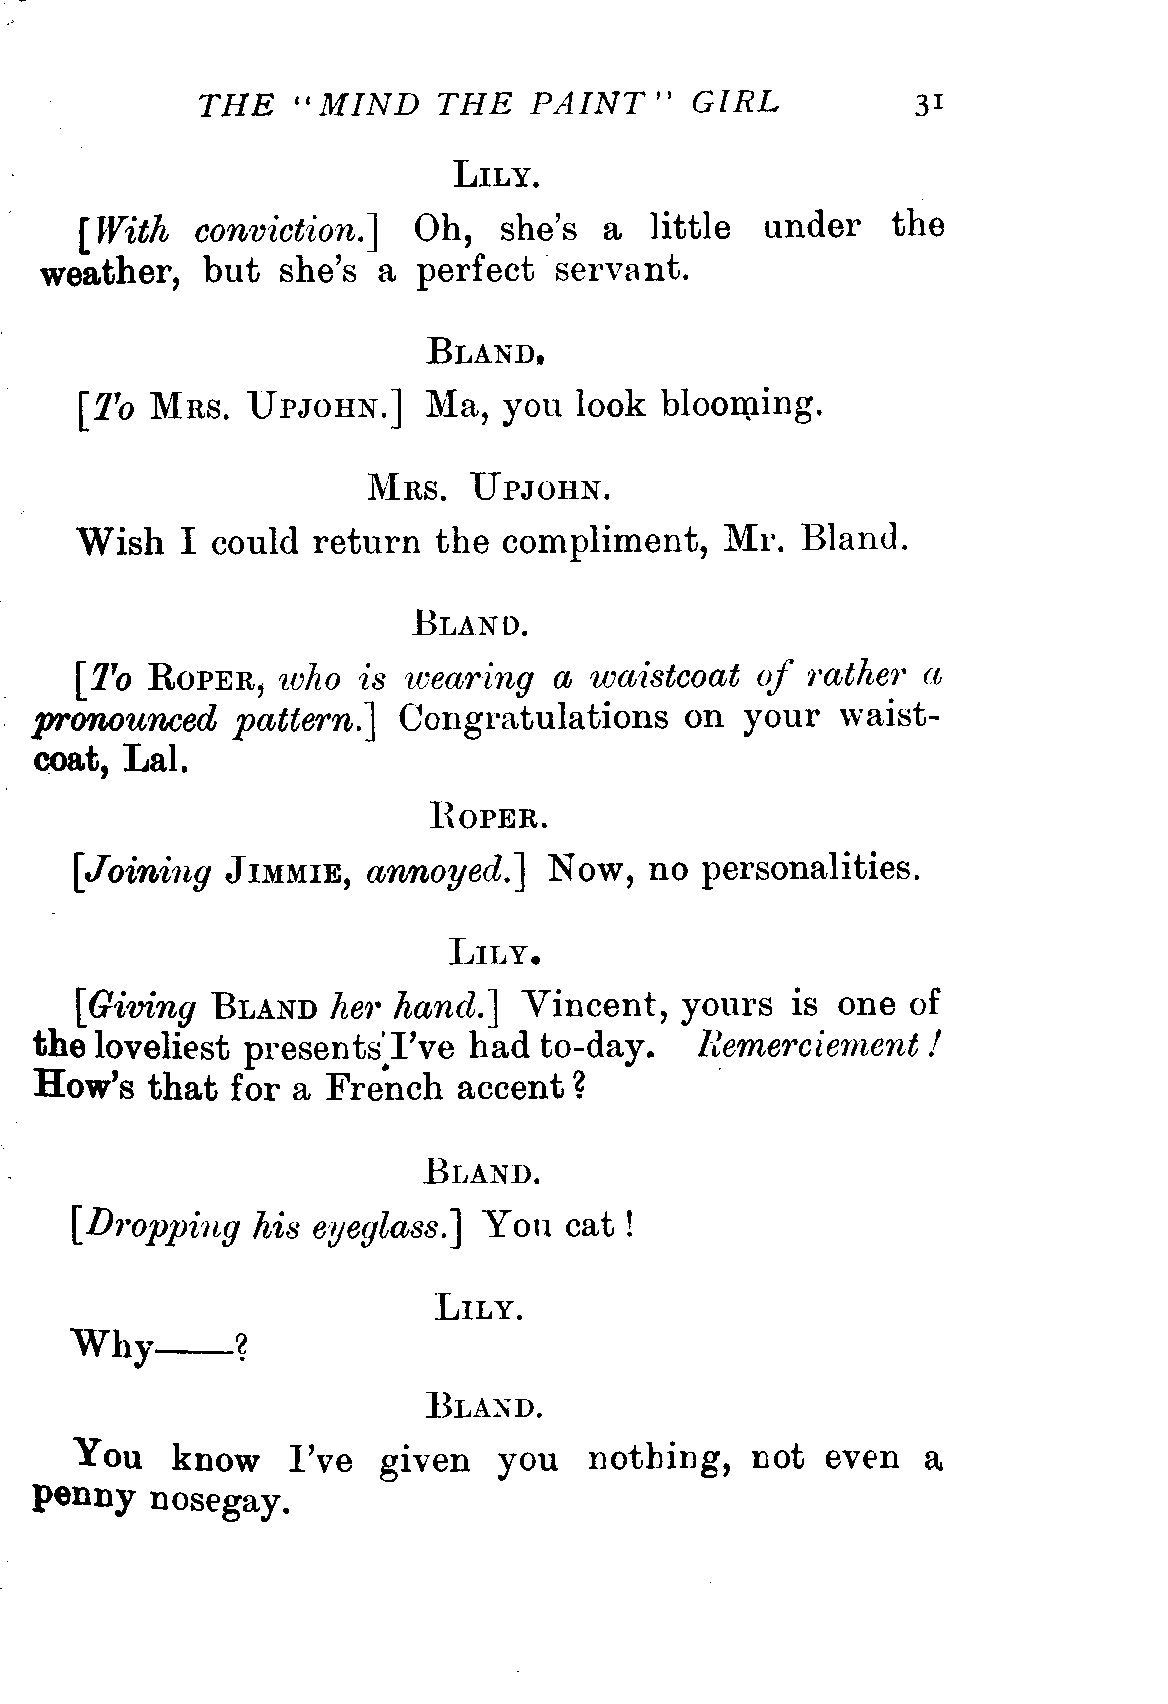 THE "MIND THE PAINT" GIRL 31
LILY.
[With conviction.] Oh, she's a little under the
weather, but she's a perfect servant.
BLAND.
[To MRS. UPJOHN.] Ma, you look blooming.
MRS. UPJOHN.
Wish I could return the compliment, Mr. Bland.
BLAND.
[To ROPER, who is wearing a waistcoat of rather a
pronounced pattern.] Congratulations on your waist-
coat, Lal.
ROPER.
[Joining JIMMIE, annoyed.] Now, no personalities.
LILY.
[Giving BLAND her hand.] Vincent, yours is one of
the loveliest presents I've had to-day. Remerciement!
How's that for a French accent?
BLAND.
[Dropping his eyeglass.] You cat!
LILY.
Why——?
BLAND.
You know I've given you nothing, not even a
penny nosegay.